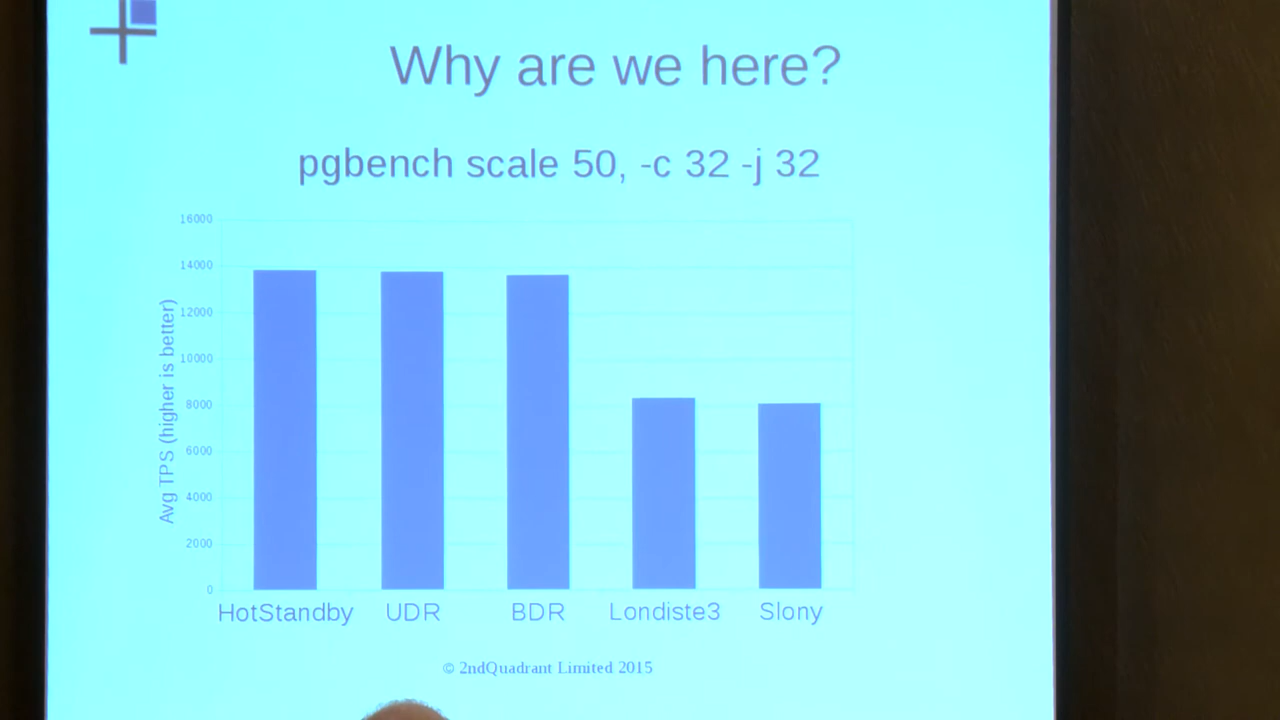 Why are we here?
pgbench scale 50, -c 32 -j 32
Avg TPS (higher is better)
16000
14000
12000
10000
8000
6000
4000
2000
0
HotStandby UDR BDR Londiste3 Slony
© 2ndQuadrant Limited 2015